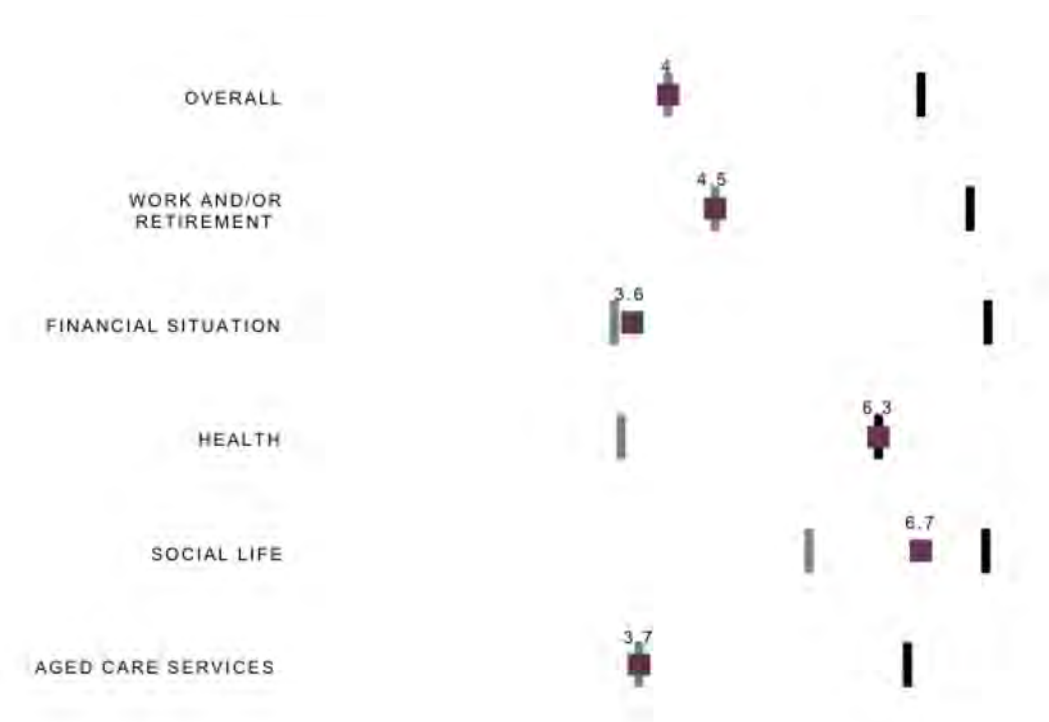 4
OVERALL
4.5
WORK AND/OR
RETIREMENT
3.6
FINANCIAL SITUATION
6.3
HEALTH
6.7
SOCIAL LIFE
3.7
AGED CARE SERVICES